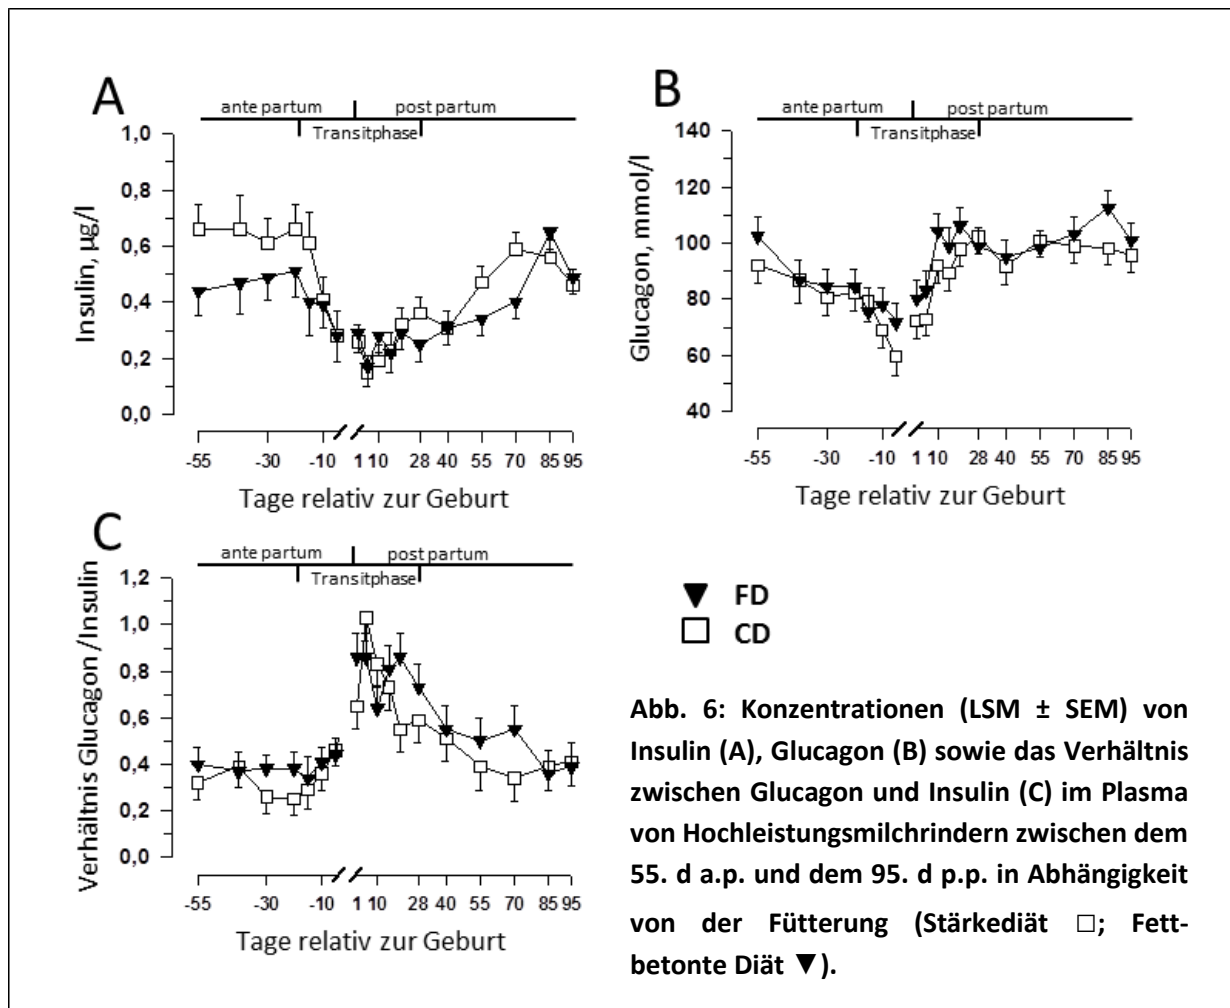 A
ante partum
post partum
Transitphase
Insulin, µg/l
1,0
0,8
0,6
0,4
0,2
0,0
-55 -30 -10 1 10 28 40 55 70 85 95
Tage relativ zur Geburt
B
ante partum
post partum
Transitphase
Glucagon, mmol/l
140
120
100
80
60
40
-55 -30 -10 1 10 28 40 55 70 85 95
Tage relativ zur Geburt
C
ante partum
post partum
Transitphase
Verhältnis Glucagon /Insulin
1,2
1,0
0,8
0,6
0,4
0,2
0,0
-55 -30 -10 1 10 28 40 55 70 85 95
Tage relativ zur Geburt
▼ FD
□ CD
Abb. 6: Konzentrationen (LSM ± SEM) von
Insulin (A), Glucagon (B) sowie das Verhältnis
zwischen Glucagon und Insulin (C) im Plasma
von Hochleistungsmilchrindern zwischen dem
55. d a.p. und dem 95. d p.p. in Abhängigkeit
von der Fütterung (Stärkediät □; Fett-
betonte Diät ▼).